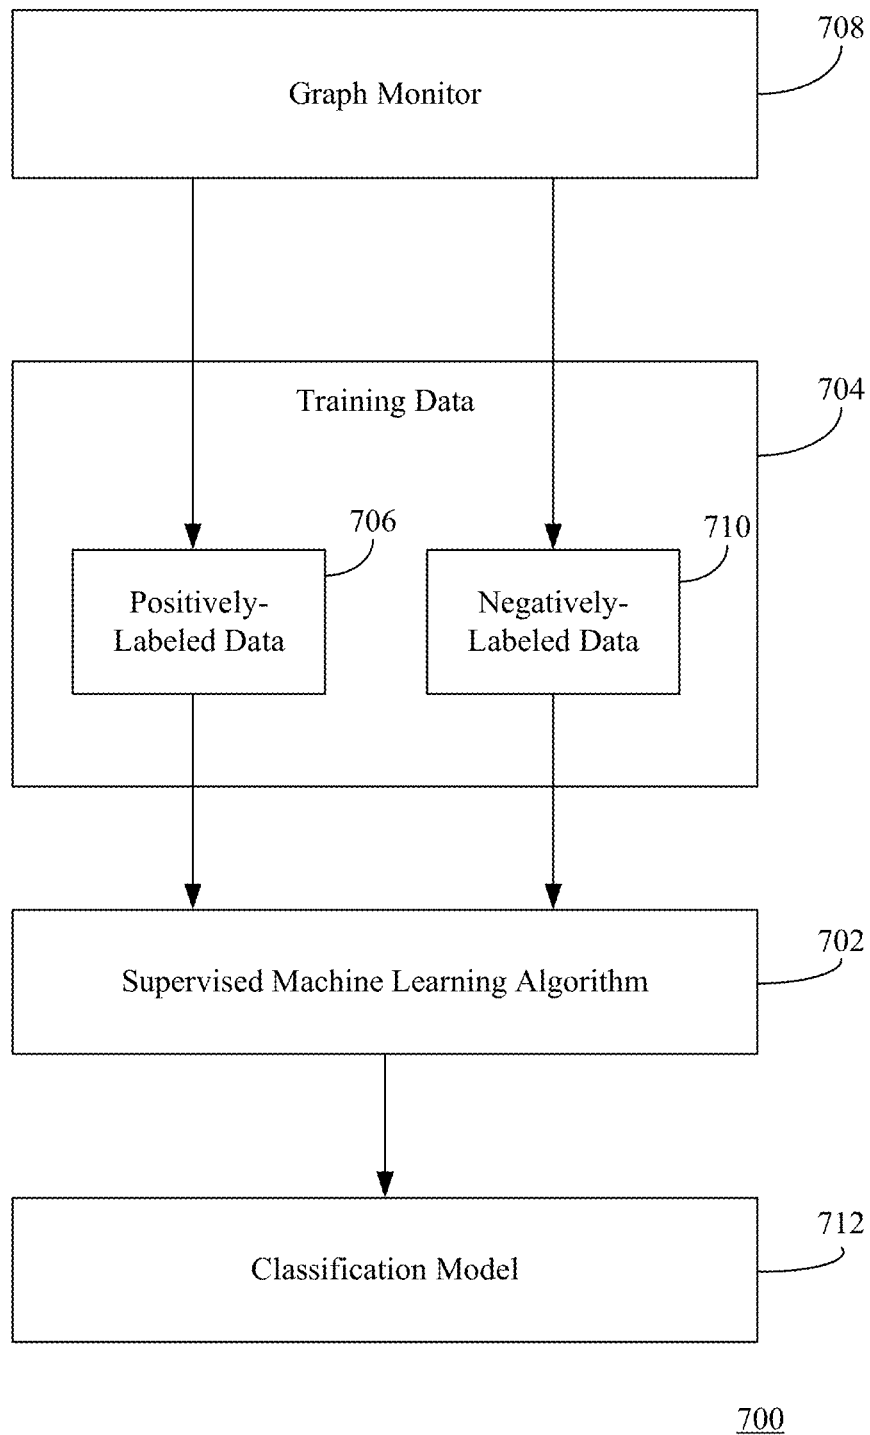 708
Graph Monitor
704
Training Data
706
710
Positively-
Labeled Data
Negatively-
Labeled Data
702
Supervised Machine Learning Algorithm
712
Classification Model
700